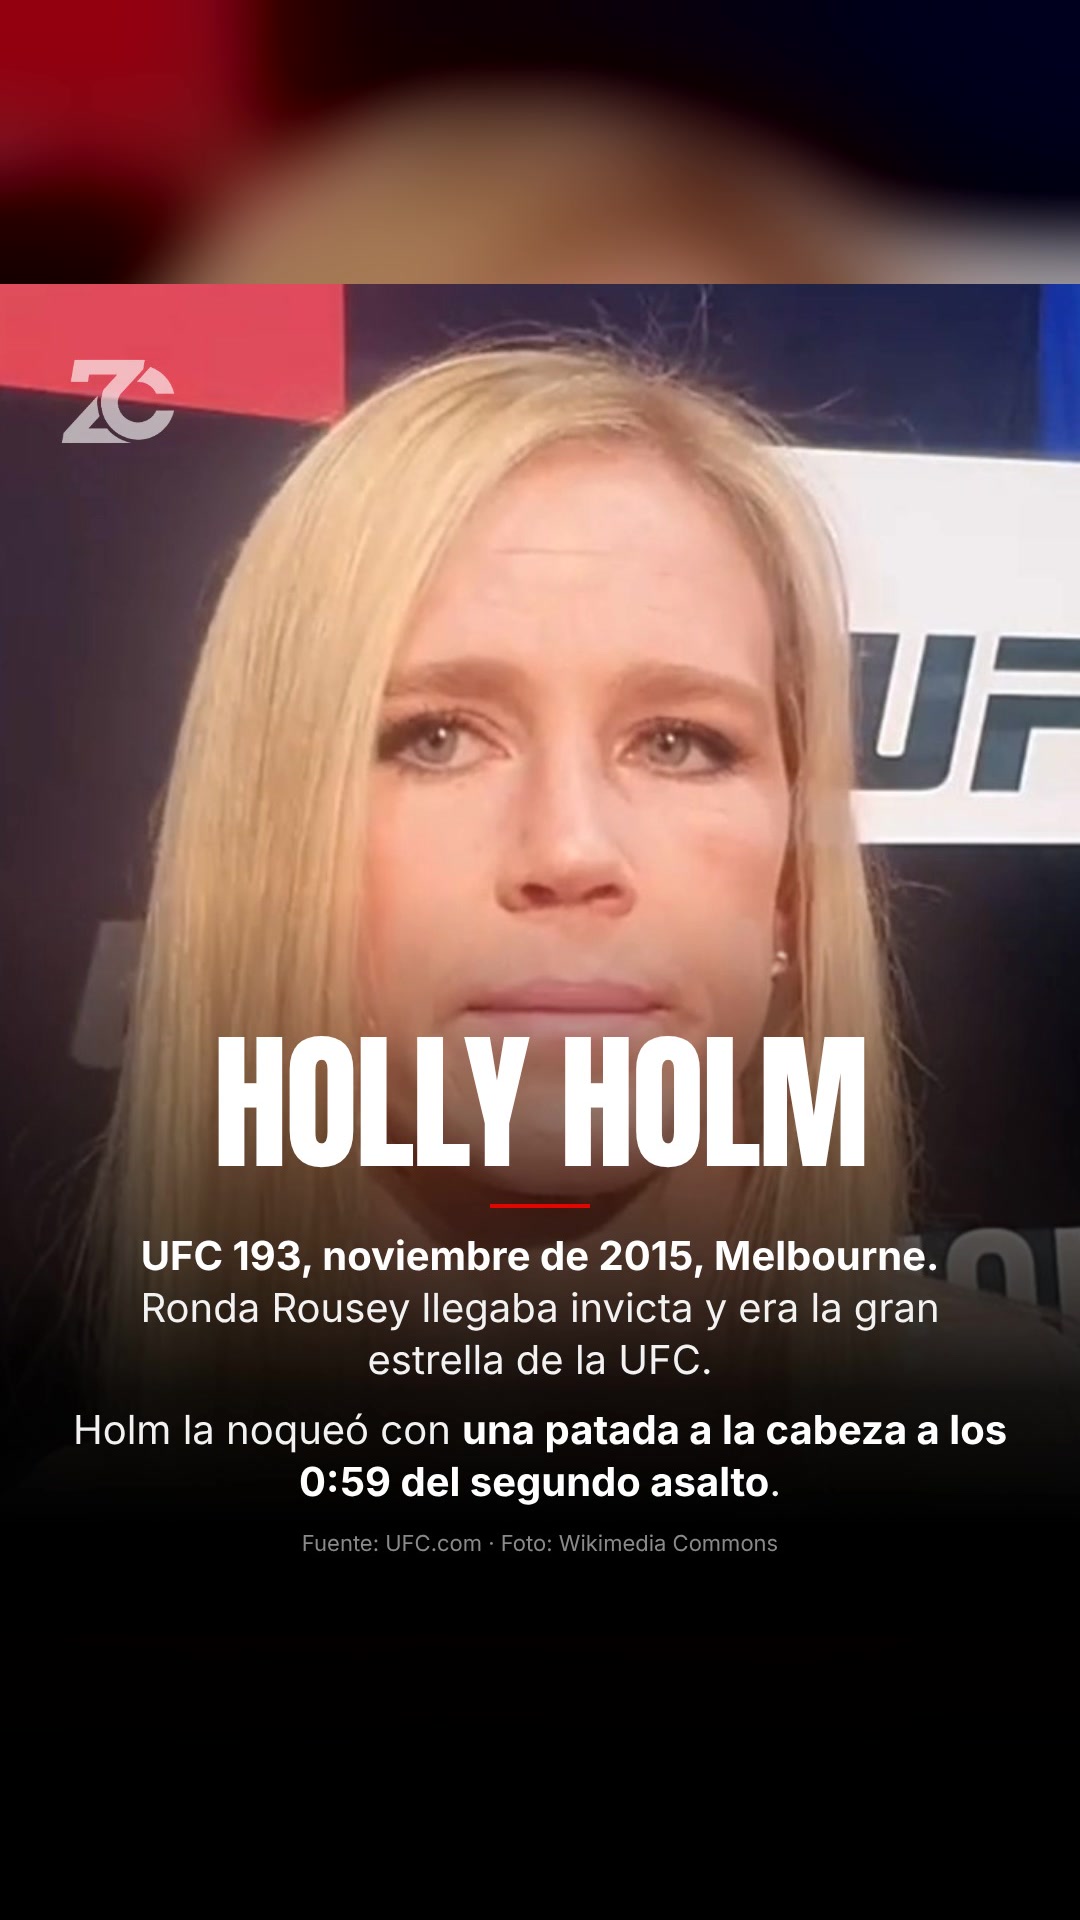 ZC
UF
HOLLY HOLM
UFC 193, noviembre de 2015, Melbourne.
Ronda Rousey llegaba invicta y era la gran
estrella de la UFC.
Holm la noqueó con una patada a la cabeza a los
0:59 del segundo asalto.
Fuente: UFC.com · Foto: Wikimedia Commons